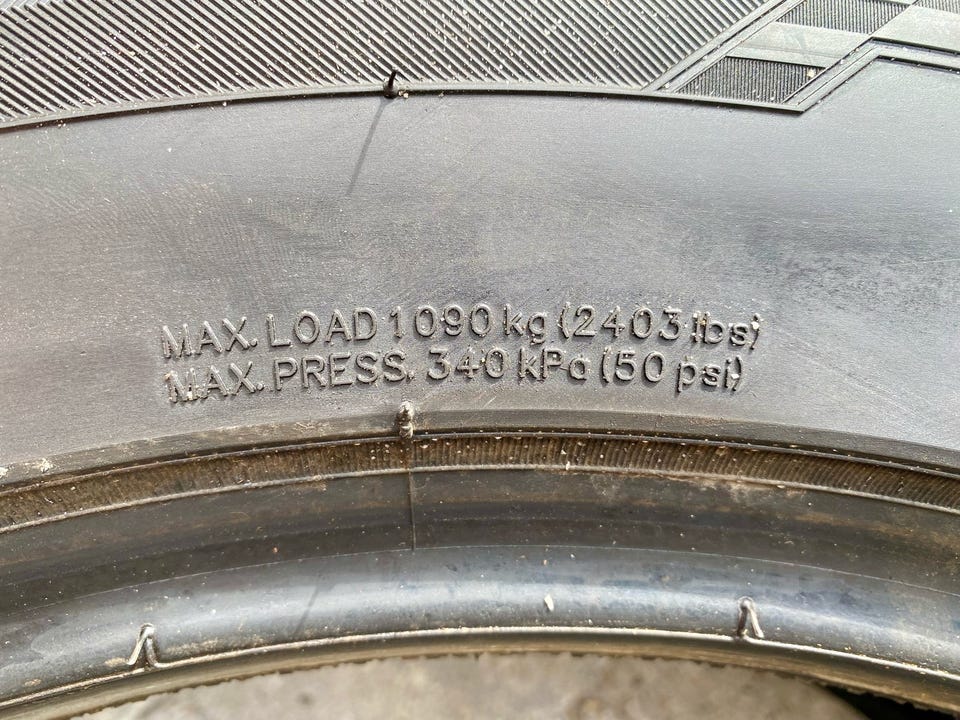 MAX. LOAD 1090 kg (2403 lbs)
MAX. PRESS. 340 kPa (50 psi)